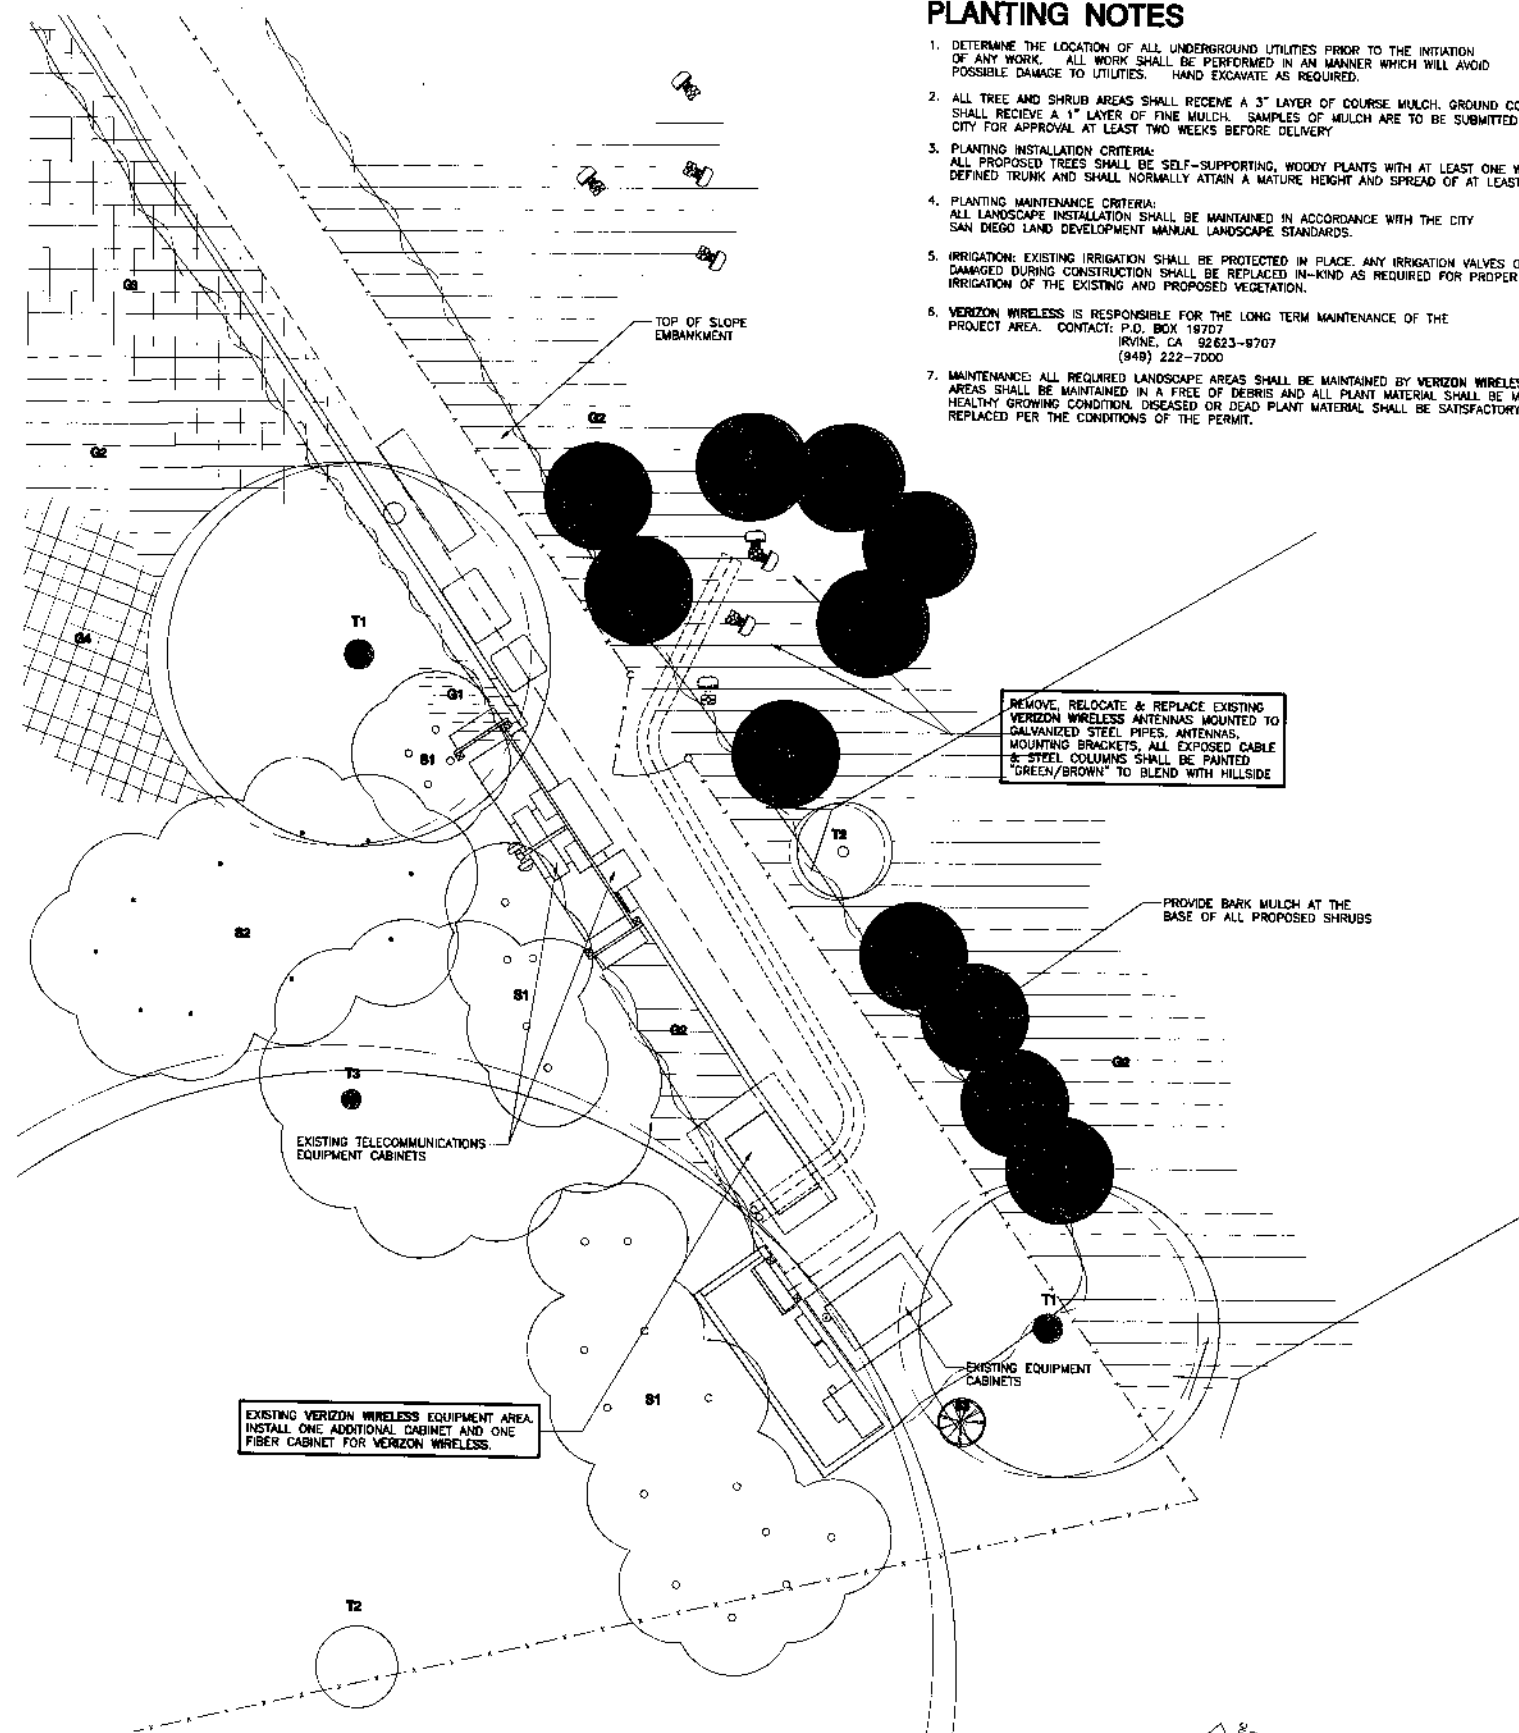 PLANTING NOTES
1. DETERMINE THE LOCATION OF ALL UNDERGROUND UTILITIES PRIOR TO THE INITIATION
OF ANY WORK. ALL WORK SHALL BE PERFORMED IN AN MANNER WHICH WILL AVOID
POSSIBLE DAMAGE TO UTILITIES. HAND EXCAVATE AS REQUIRED.
2. ALL TREE AND SHRUB AREAS SHALL RECEIVE A 3" LAYER OF COURSE MULCH. GROUND CO
SHALL RECIEVE A 1" LAYER OF FINE MULCH. SAMPLES OF MULCH ARE TO BE SUBMITTED
CITY FOR APPROVAL AT LEAST TWO WEEKS BEFORE DELIVERY
3. PLANTING INSTALLATION CRITERIA:
ALL PROPOSED TREES SHALL BE SELF-SUPPORTING, WOODY PLANTS WITH AT LEAST ONE W
DEFINED TRUNK AND SHALL NORMALLY ATTAIN A MATURE HEIGHT AND SPREAD OF AT LEAST
4. PLANTING MAINTENANCE CRITERIA:
ALL LANDSCAPE INSTALLATION SHALL BE MAINTAINED IN ACCORDANCE WITH THE CITY
SAN DIEGO LAND DEVELOPMENT MANUAL LANDSCAPE STANDARDS.
5. IRRIGATION: EXISTING IRRIGATION SHALL BE PROTECTED IN PLACE. ANY IRRIGATION VALVES O
DAMAGED DURING CONSTRUCTION SHALL BE REPLACED IN-KIND AS REQUIRED FOR PROPER
IRRIGATION OF THE EXISTING AND PROPOSED VEGETATION.
6. VERIZON WIRELESS IS RESPONSIBLE FOR THE LONG TERM MAINTENANCE OF THE
PROJECT AREA. CONTACT: P.O. BOX 19707
IRVINE, CA 92623-9707
(949) 222-7000
7. MAINTENANCE: ALL REQUIRED LANDSCAPE AREAS SHALL BE MAINTAINED BY VERIZON WIRELES
AREAS SHALL BE MAINTAINED IN A FREE OF DEBRIS AND ALL PLANT MATERIAL SHALL BE M
HEALTHY GROWING CONDITION. DISEASED OR DEAD PLANT MATERIAL SHALL BE SATISFACTORY
REPLACED PER THE CONDITIONS OF THE PERMIT.
G3
TOP OF SLOPE
EMBANKMENT
G2
G2
T1
G4
G1
S1
REMOVE, RELOCATE & REPLACE EXISTING
VERIZON WIRELESS ANTENNAS MOUNTED TO
GALVANIZED STEEL PIPES. ANTENNAS,
MOUNTING BRACKETS, ALL EXPOSED CABLE
& STEEL COLUMNS SHALL BE PAINTED
"GREEN/BROWN" TO BLEND WITH HILLSIDE
T2
PROVIDE BARK MULCH AT THE
BASE OF ALL PROPOSED SHRUBS
S2
S1
G2
G2
T3
EXISTING TELECOMMUNICATIONS
EQUIPMENT CABINETS
T1
EXISTING EQUIPMENT
CABINETS
S1
EXISTING VERIZON WIRELESS EQUIPMENT AREA.
INSTALL ONE ADDITIONAL CABINET AND ONE
FIBER CABINET FOR VERIZON WIRELESS.
T2